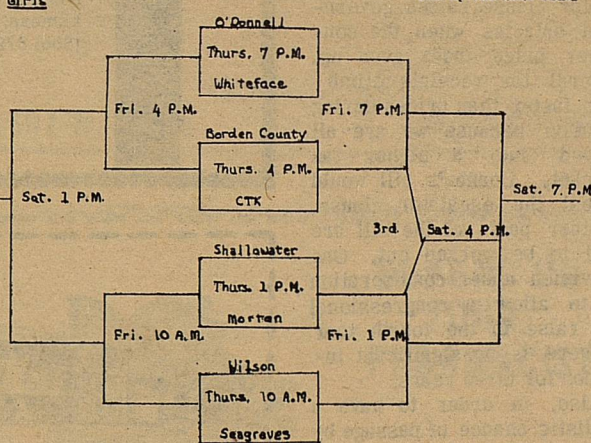 GIRLS
O'Donnell
Thurs. 7 P.M.
Whiteface
Fri. 4 P.M.
Fri. 7 P.M.
Borden County
Thurs. 4 P.M.
CTK
Sat. 1 P.M.
Sat. 7 P.M.
3rd.
Sat. 4 P.M.
Shallowater
Thurs. 1 P.M.
Morton
Fri. 10 A.M.
Fri. 1 P.M.
Wilson
Thurs. 10 A.M.
Seagraves